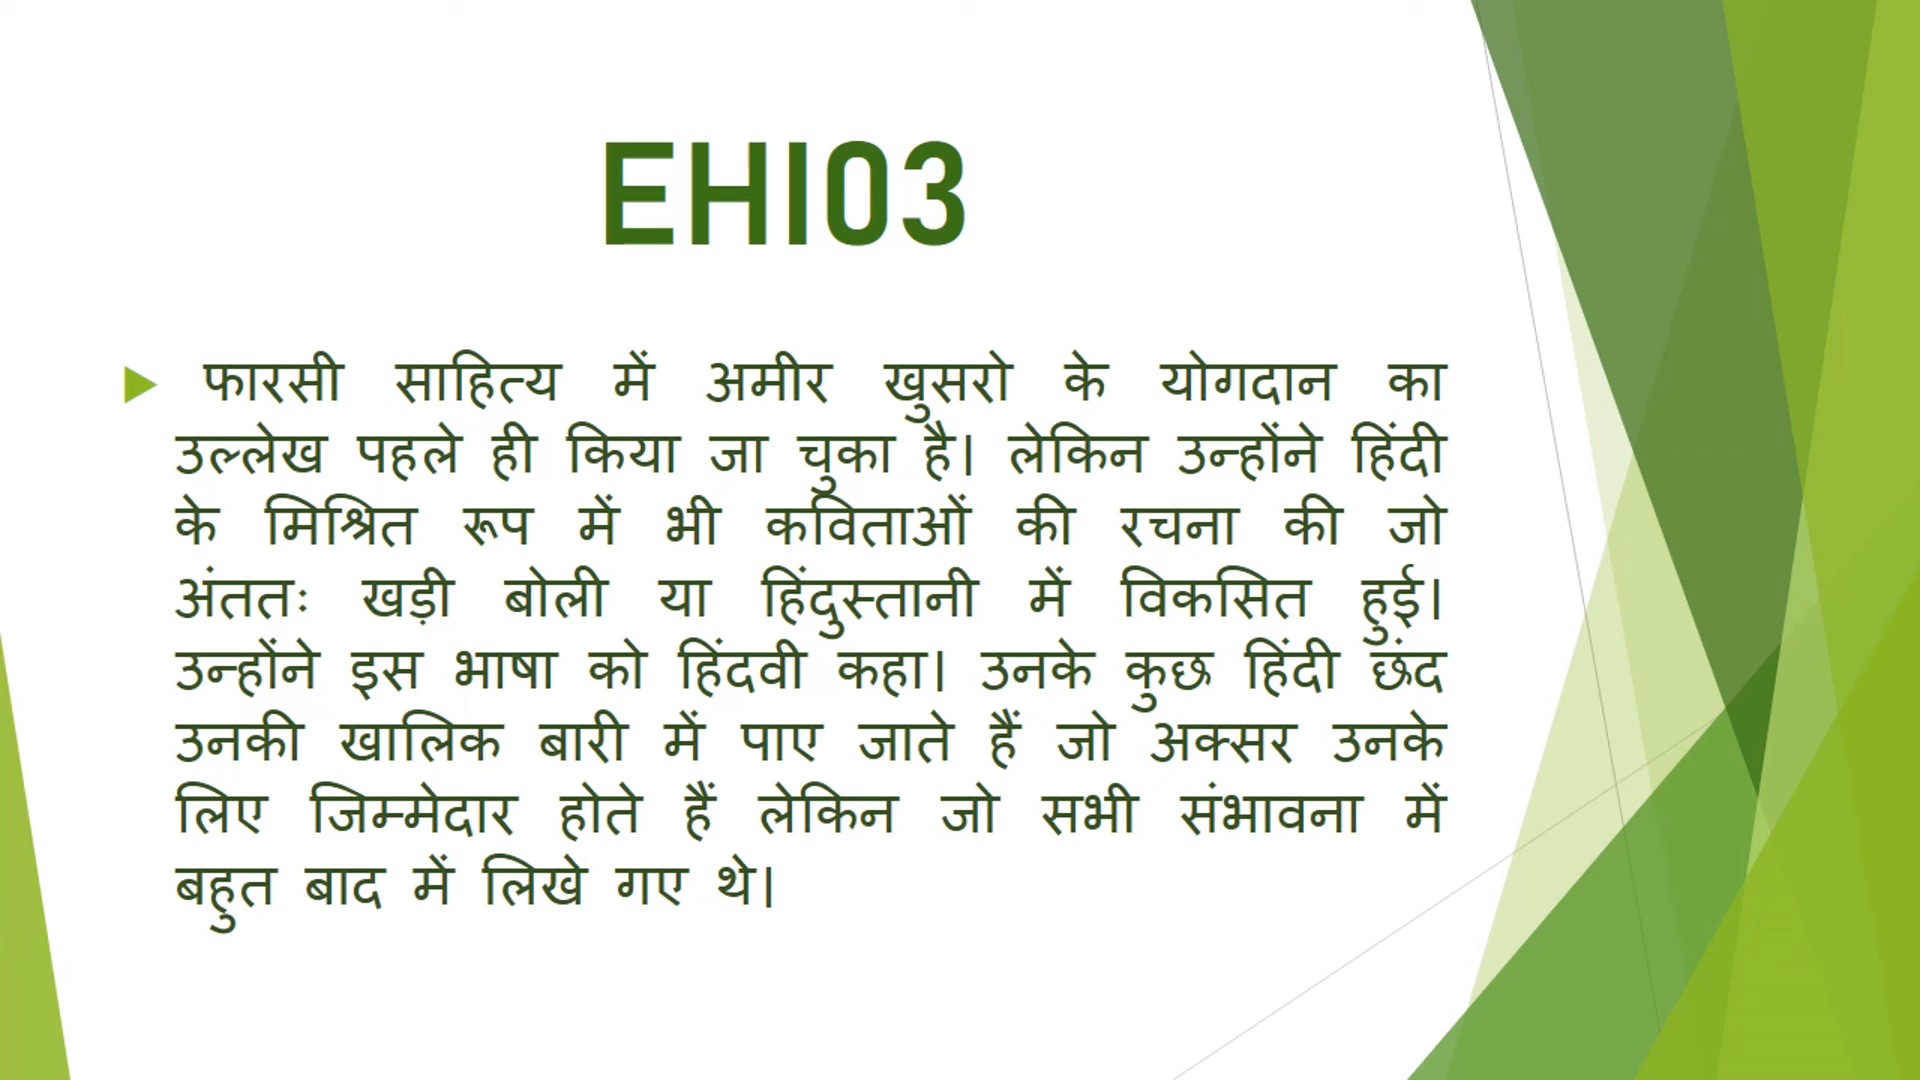 EHI03
फारसी साहित्य में अमीर खुसरो के योगदान का
उल्लेख पहले ही किया जा चुका है। लेकिन उन्होंने हिंदी
के मिश्रित रूप में भी कविताओं की रचना की जो
अंततः खड़ी बोली या हिंदुस्तानी में विकसित हुई।
उन्होंने इस भाषा को हिंदवी कहा। उनके कुछ हिंदी छंद
उनकी खालिक बारी में पाए जाते हैं जो अक्सर उनके
लिए जिम्मेदार होते हैं लेकिन जो सभी संभावना में
बहुत बाद में लिखे गए थे।